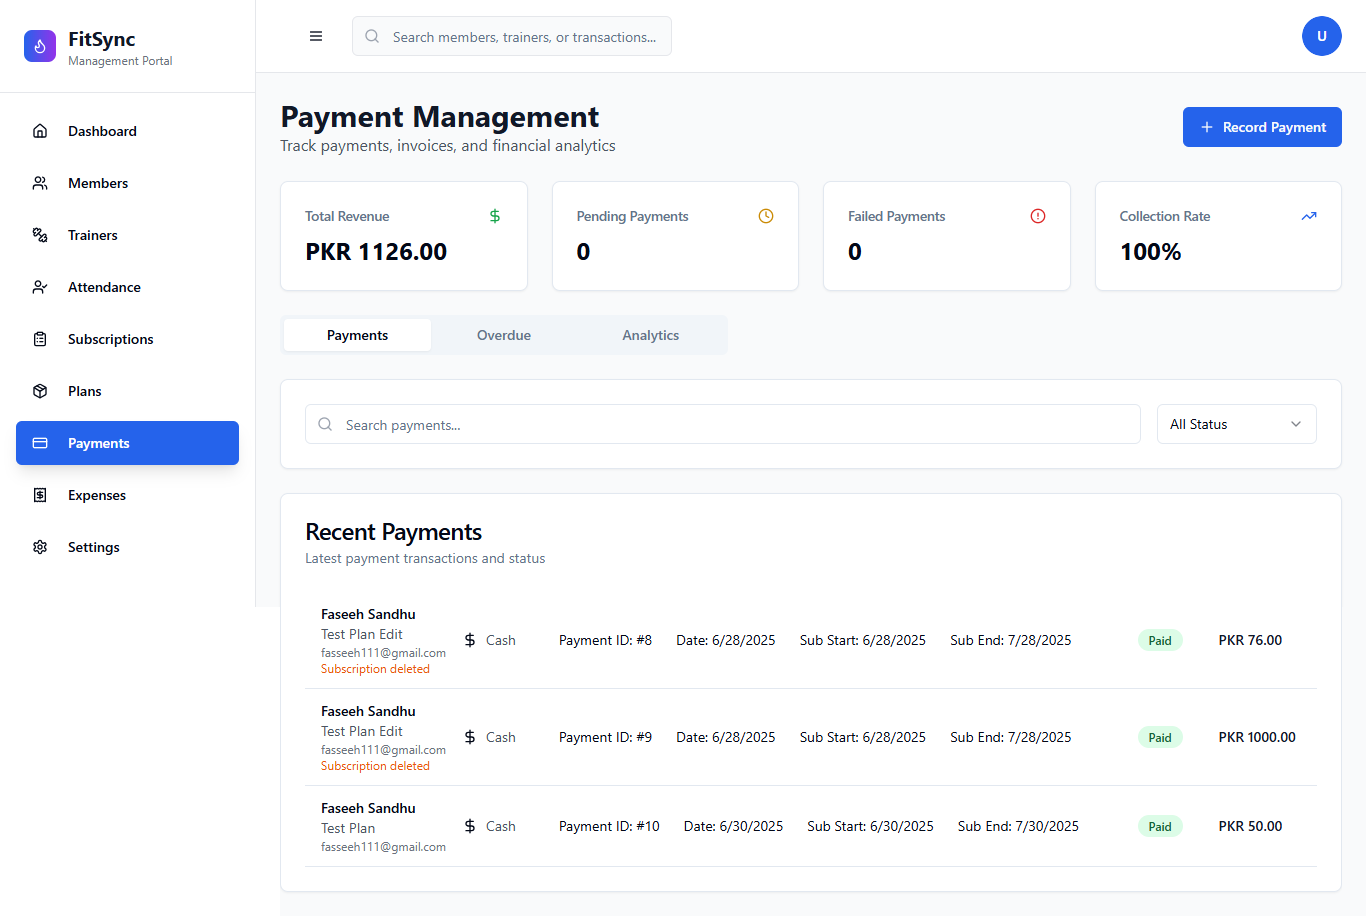 FitSync
Management Portal
Search members, trainers, or transactions...
U
Dashboard
Members
Trainers
Attendance
Subscriptions
Plans
Payments
Expenses
Settings
Payment Management
Track payments, invoices, and financial analytics
+ Record Payment
Total Revenue $
PKR 1126.00
Pending Payments
0
Failed Payments
0
Collection Rate
100%
Payments Overdue Analytics
Search payments...
All Status
Recent Payments
Latest payment transactions and status
Faseeh Sandhu
Test Plan Edit
fasseeh111@gmail.com
Subscription deleted
$ Cash Payment ID: #8 Date: 6/28/2025 Sub Start: 6/28/2025 Sub End: 7/28/2025 Paid PKR 76.00
Faseeh Sandhu
Test Plan Edit
fasseeh111@gmail.com
Subscription deleted
$ Cash Payment ID: #9 Date: 6/28/2025 Sub Start: 6/28/2025 Sub End: 7/28/2025 Paid PKR 1000.00
Faseeh Sandhu
Test Plan
fasseeh111@gmail.com
$ Cash Payment ID: #10 Date: 6/30/2025 Sub Start: 6/30/2025 Sub End: 7/30/2025 Paid PKR 50.00